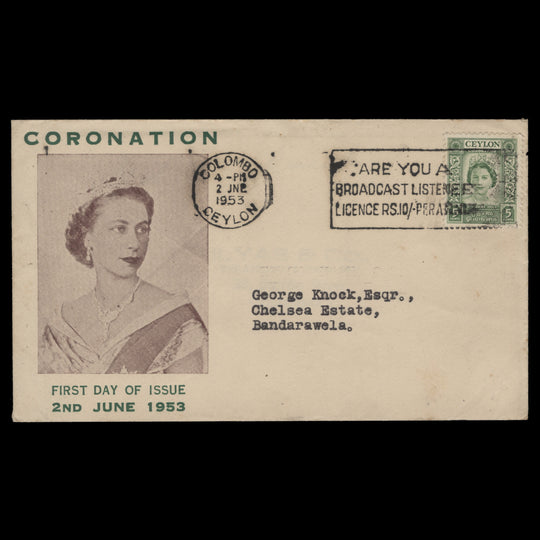 CORONATION
COLOMBO
4 - PM
2 JNE
1953
CEYLON
ARE YOU A
BROADCAST LISTENER
LICENCE RS.10/- PER
CEYLON
5
George Knock,Esqr.,
Chelsea Estate,
Bandarawela.
FIRST DAY OF ISSUE
2ND JUNE 1953